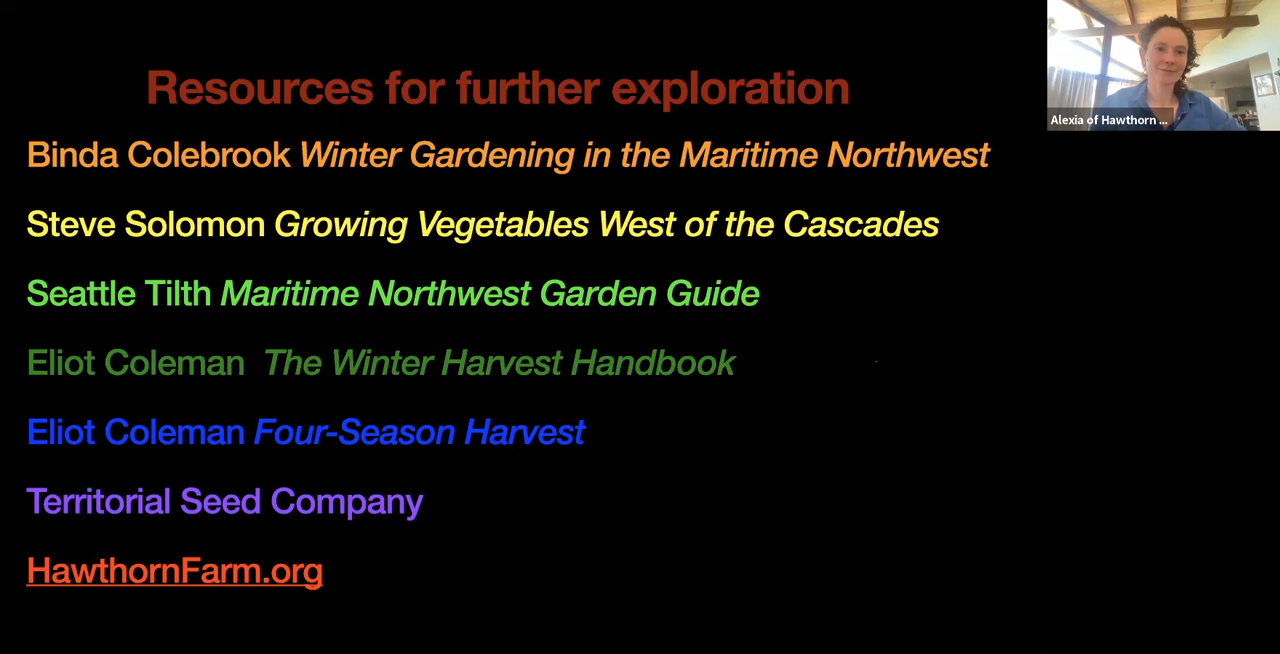 Resources for further exploration
Alexia of Hawthorn ...
Binda Colebrook Winter Gardening in the Maritime Northwest
Steve Solomon Growing Vegetables West of the Cascades
Seattle Tilth Maritime Northwest Garden Guide
Eliot Coleman The Winter Harvest Handbook
Eliot Coleman Four-Season Harvest
Territorial Seed Company
HawthornFarm.org